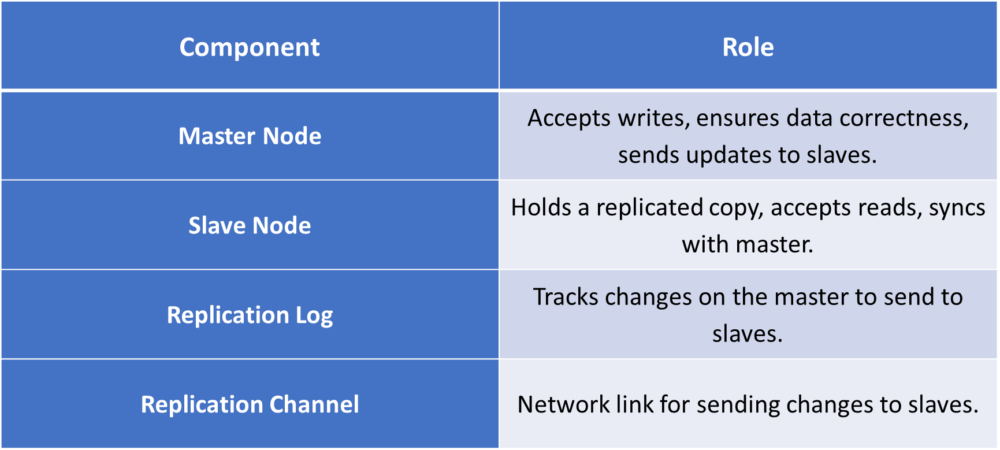 Component
Role
Master Node
Accepts writes, ensures data correctness,
sends updates to slaves.
Slave Node
Holds a replicated copy, accepts reads, syncs
with master.
Replication Log
Tracks changes on the master to send to
slaves.
Replication Channel
Network link for sending changes to slaves.